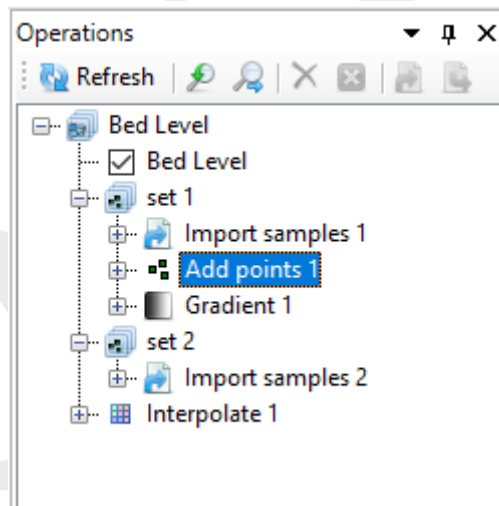 Operations
Refresh
Bed Level
Bed Level
set 1
Import samples 1
Add points 1
Gradient 1
set 2
Import samples 2
Interpolate 1